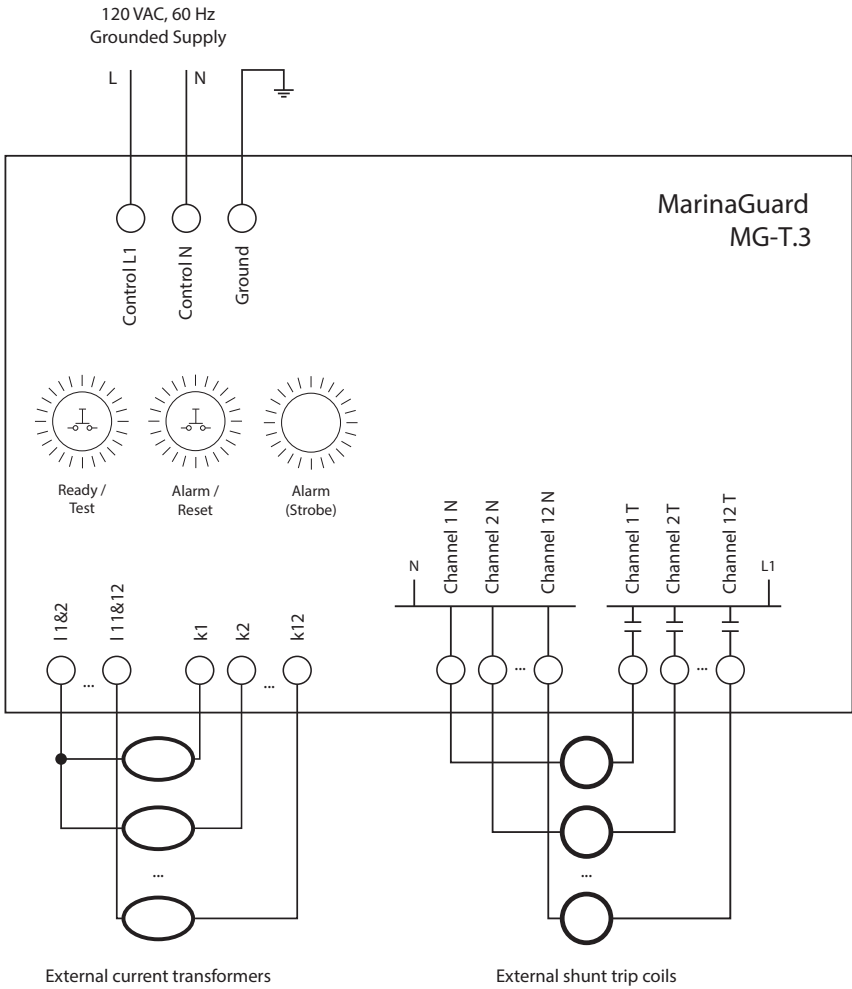 120 VAC, 60 Hz
Grounded Supply
L
N
MarinaGuard
MG-T.3
Control L1
Control N
Ground
Ready /
Test
Alarm /
Reset
Alarm
(Strobe)
N
Channel 1 N
Channel 2 N
Channel 12 N
Channel 1 T
Channel 2 T
Channel 12 T
L1
l 1&2
...
l 11&12
k1
k2
...
k12
...
...
...
...
External current transformers
External shunt trip coils